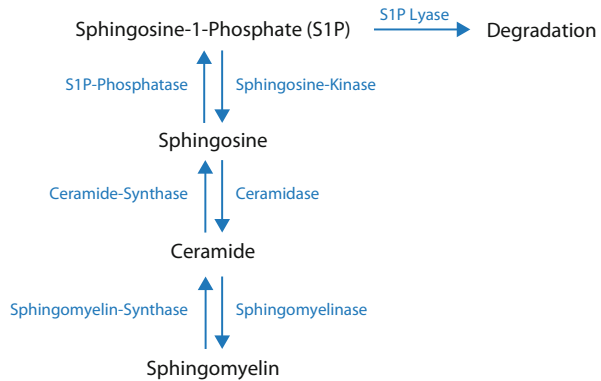 Sphingosine-1-Phosphate (S1P)
S1P Lyase
Degradation
S1P-Phosphatase
Sphingosine-Kinase
Sphingosine
Ceramide-Synthase
Ceramidase
Ceramide
Sphingomyelin-Synthase
Sphingomyelinase
Sphingomyelin